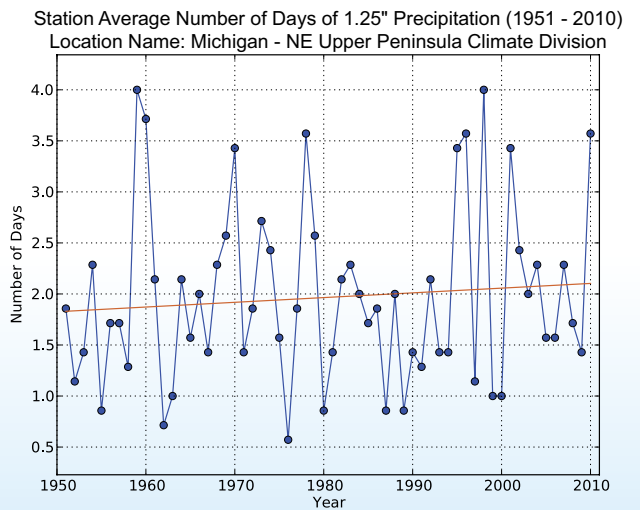 Station Average Number of Days of 1.25" Precipitation (1951 - 2010)
Location Name: Michigan - NE Upper Peninsula Climate Division
Number of Days
4.0
3.5
3.0
2.5
2.0
1.5
1.0
0.5
1950 1960 1970 1980 1990 2000 2010
Year